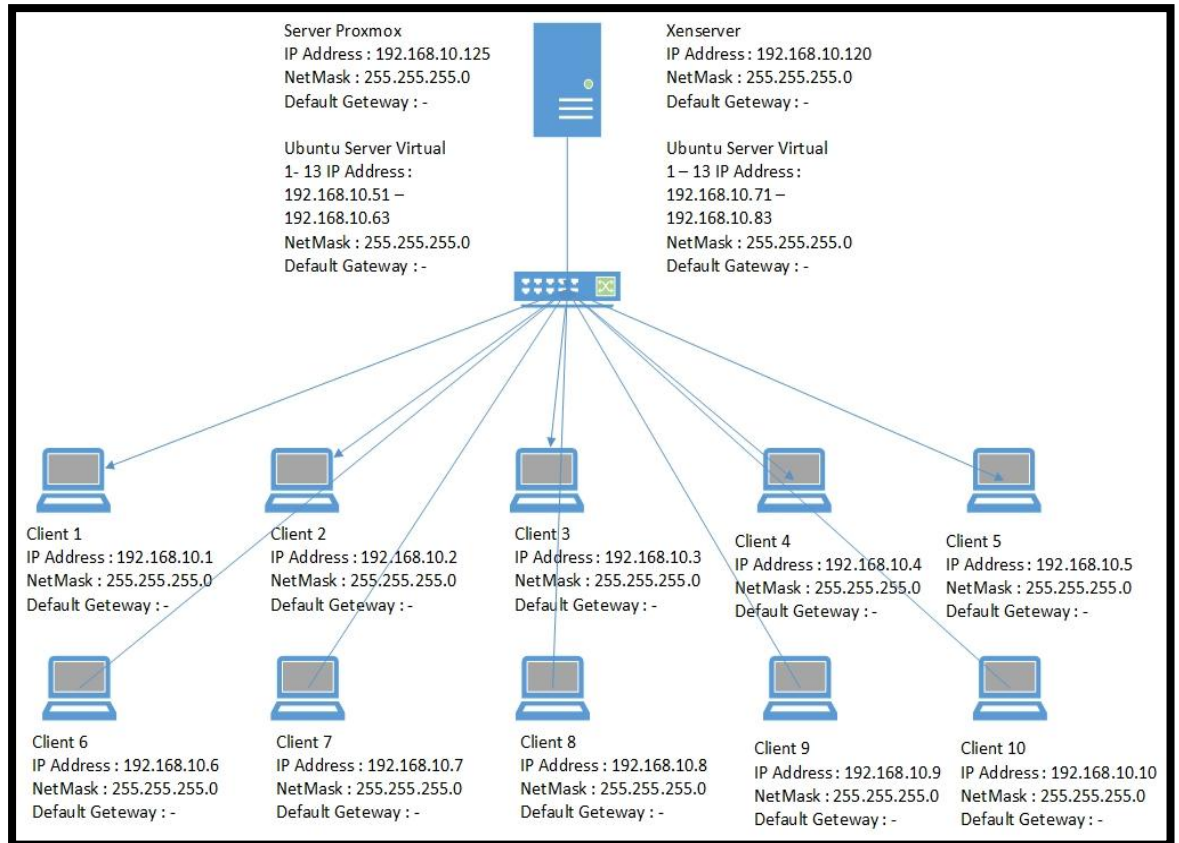 Server Proxmox
IP Address : 192.168.10.125
NetMask : 255.255.255.0
Default Geteway : -
Ubuntu Server Virtual
1- 13 IP Address :
192.168.10.51 –
192.168.10.63
NetMask : 255.255.255.0
Default Gateway : -
Xenserver
IP Address : 192.168.10.120
NetMask : 255.255.255.0
Default Geteway : -
Ubuntu Server Virtual
1 – 13 IP Address :
192.168.10.71 –
192.168.10.83
NetMask : 255.255.255.0
Default Gateway : -
Client 1
IP Address : 192.168.10.1
NetMask : 255.255.255.0
Default Geteway : -
Client 2
IP Address : 192.168.10.2
NetMask : 255.255.255.0
Default Geteway : -
Client 3
IP Address : 192.168.10.3
NetMask : 255.255.255.0
Default Geteway : -
Client 4
IP Address : 192.168.10.4
NetMask : 255.255.255.0
Default Geteway : -
Client 5
IP Address : 192.168.10.5
NetMask : 255.255.255.0
Default Geteway : -
Client 6
IP Address : 192.168.10.6
NetMask : 255.255.255.0
Default Geteway : -
Client 7
IP Address : 192.168.10.7
NetMask : 255.255.255.0
Default Geteway : -
Client 8
IP Address : 192.168.10.8
NetMask : 255.255.255.0
Default Geteway : -
Client 9
IP Address : 192.168.10.9
NetMask : 255.255.255.0
Default Geteway : -
Client 10
IP Address : 192.168.10.10
NetMask : 255.255.255.0
Default Geteway : -